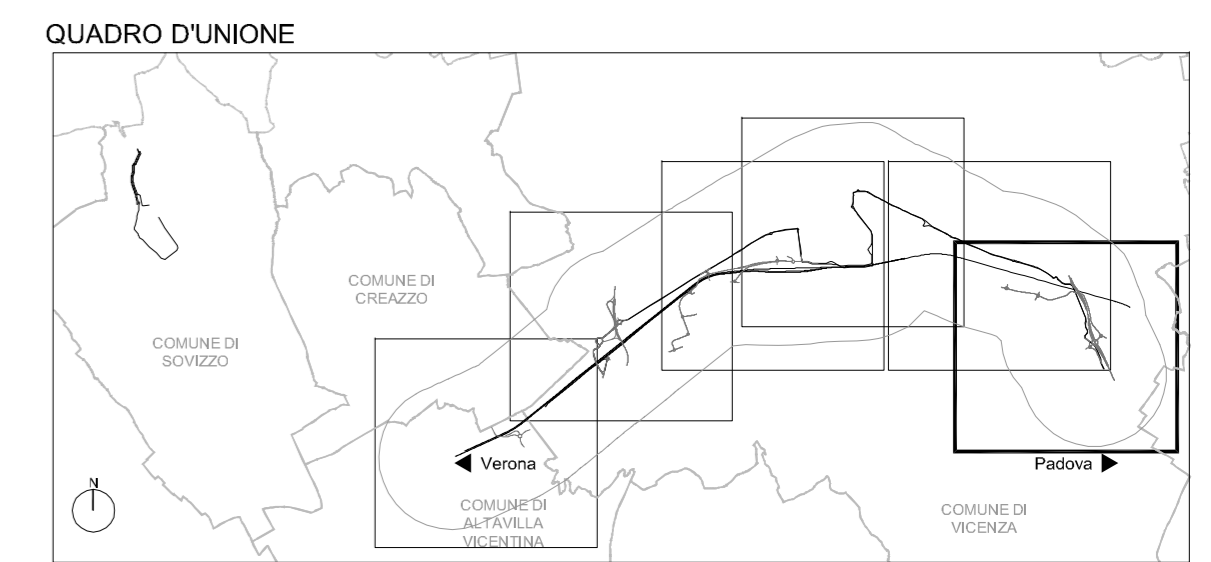 QUADRO D'UNIONE
COMUNE DI
CREAZZO
COMUNE DI
SOVIZZO
Verona
Padova
N
COMUNE DI
ALTAVILLA
VICENTINA
COMUNE DI
VICENZA